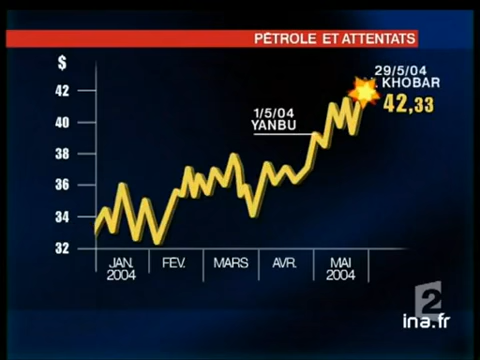 PÉTROLE ET ATTENTATS
$
29/5/04
KHOBAR
42,33
1/5/04
YANBU
42
40
38
36
34
32
JAN.
2004
FEV.
MARS
AVR.
MAI
2004
2
ina.fr